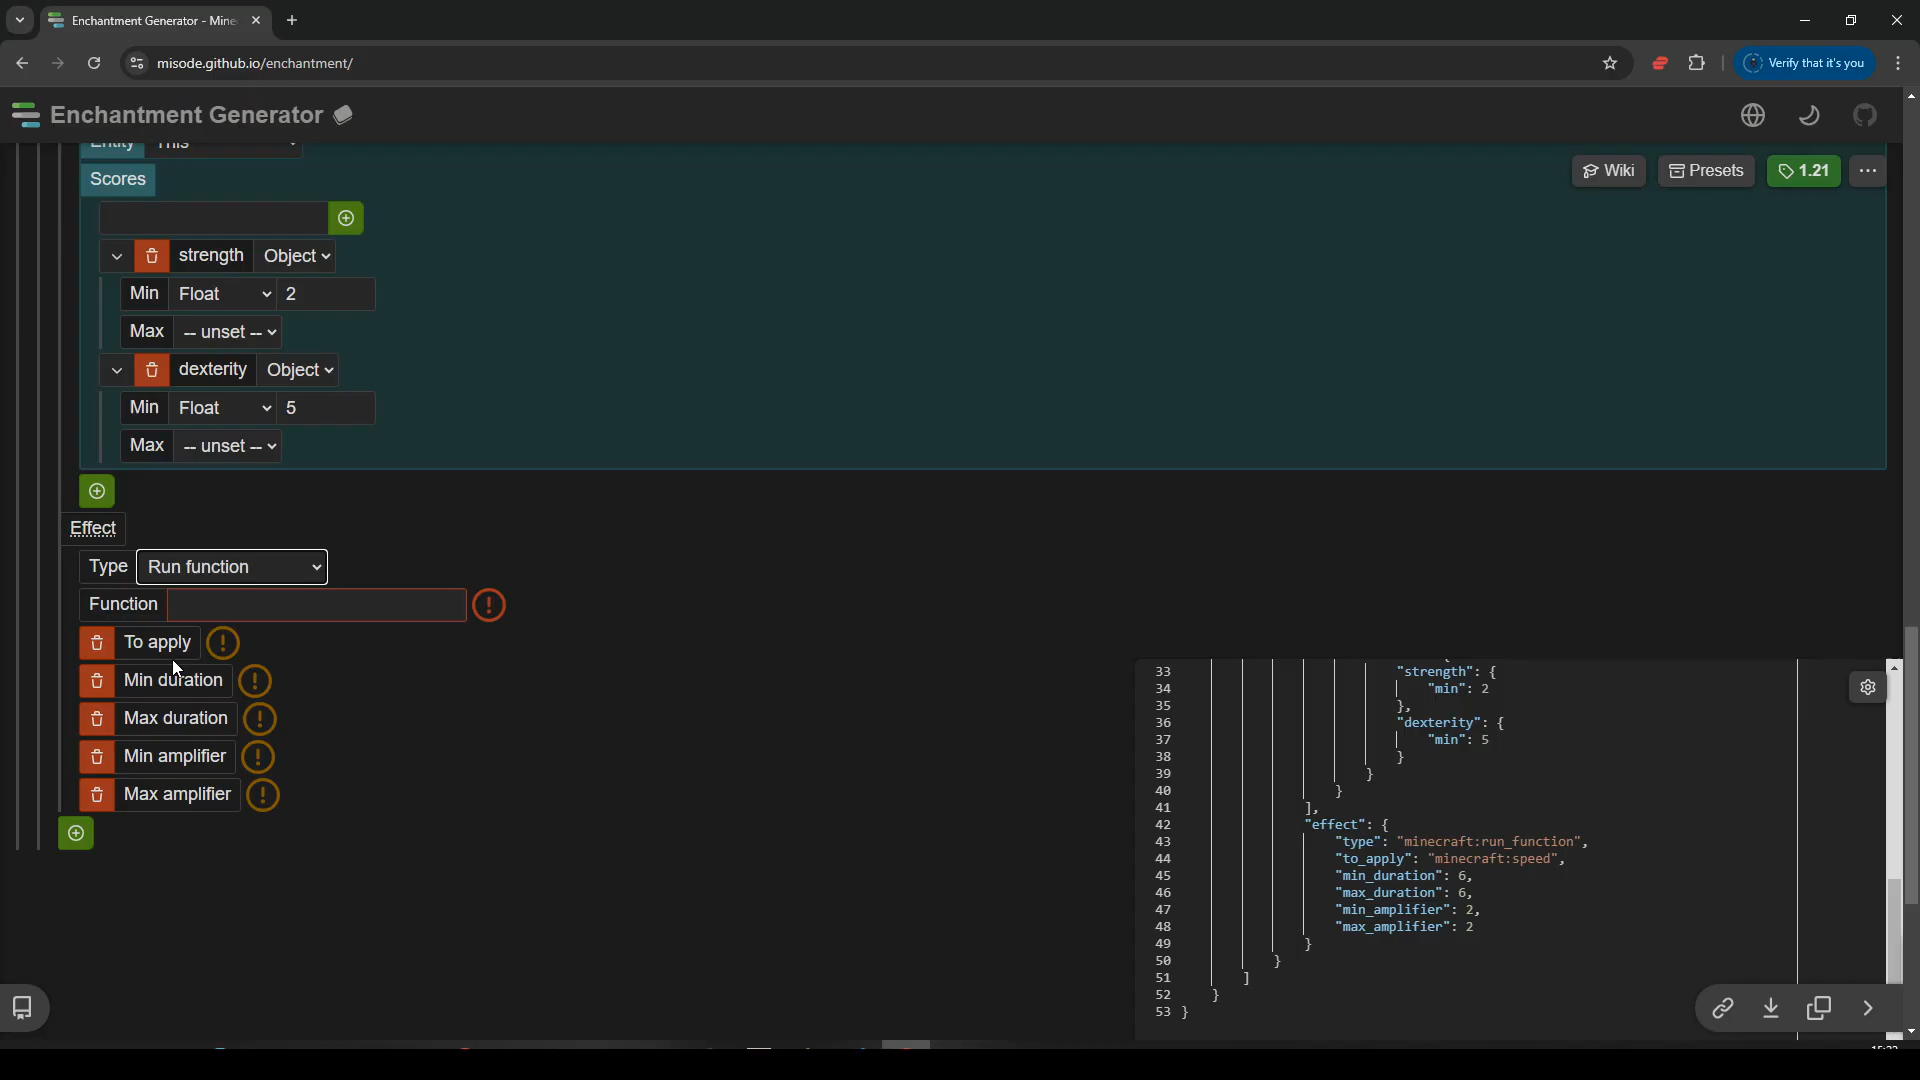 Enchantment Generator - Mine
misode.github.io/enchantment/
Verify that it's you
Enchantment Generator
Entity This
Scores
Wiki
Presets
1.21
strength Object
Min Float 2
Max -- unset --
dexterity Object
Min Float 5
Max -- unset --
Effect
Type Run function
Function
To apply
Min duration
Max duration
Min amplifier
Max amplifier
33 "strength": {
34 "min": 2
35 },
36 "dexterity": {
37 "min": 5
38 }
39 }
40 }
41 ],
42 "effect": {
43 "type": "minecraft:run_function",
44 "to_apply": "minecraft:speed",
45 "min_duration": 6,
46 "max_duration": 6,
47 "min_amplifier": 2,
48 "max_amplifier": 2
49 }
50 }
51 ]
52 }
53 }